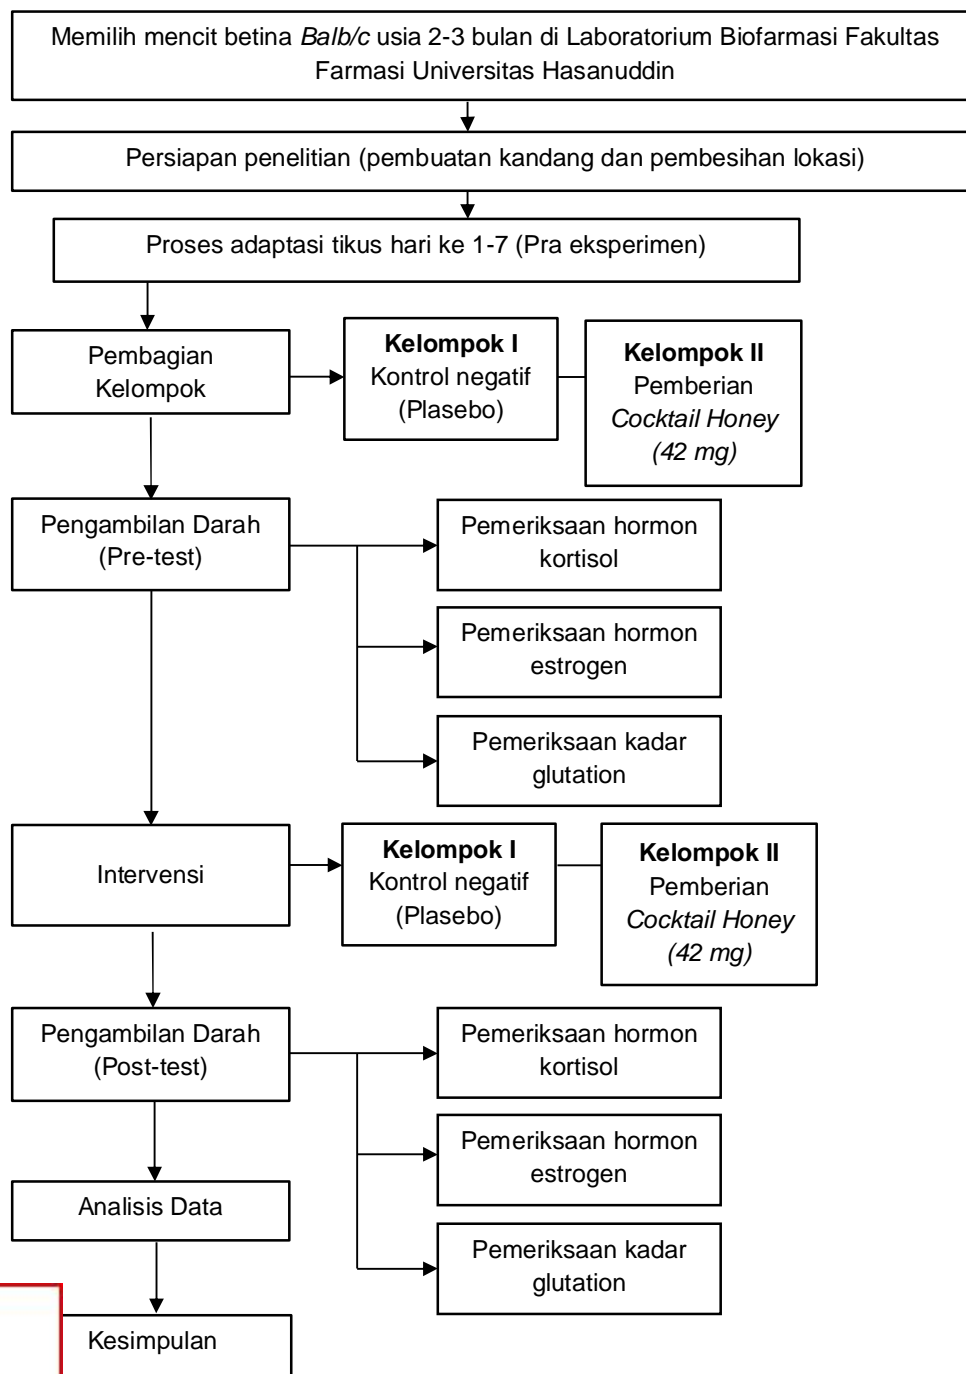 Memilih mencit betina Balb/c usia 2-3 bulan di Laboratorium Biofarmasi Fakultas
Farmasi Universitas Hasanuddin
Persiapan penelitian (pembuatan kandang dan pembesihan lokasi)
Proses adaptasi tikus hari ke 1-7 (Pra eksperimen)
Pembagian
Kelompok
Kelompok I
Kontrol negatif
(Plasebo)
Kelompok II
Pemberian
Cocktail Honey
(42 mg)
Pengambilan Darah
(Pre-test)
Pemeriksaan hormon
kortisol
Pemeriksaan hormon
estrogen
Pemeriksaan kadar
glutation
Intervensi
Kelompok I
Kontrol negatif
(Plasebo)
Kelompok II
Pemberian
Cocktail Honey
(42 mg)
Pengambilan Darah
(Post-test)
Pemeriksaan hormon
kortisol
Pemeriksaan hormon
estrogen
Pemeriksaan kadar
glutation
Analisis Data
Kesimpulan